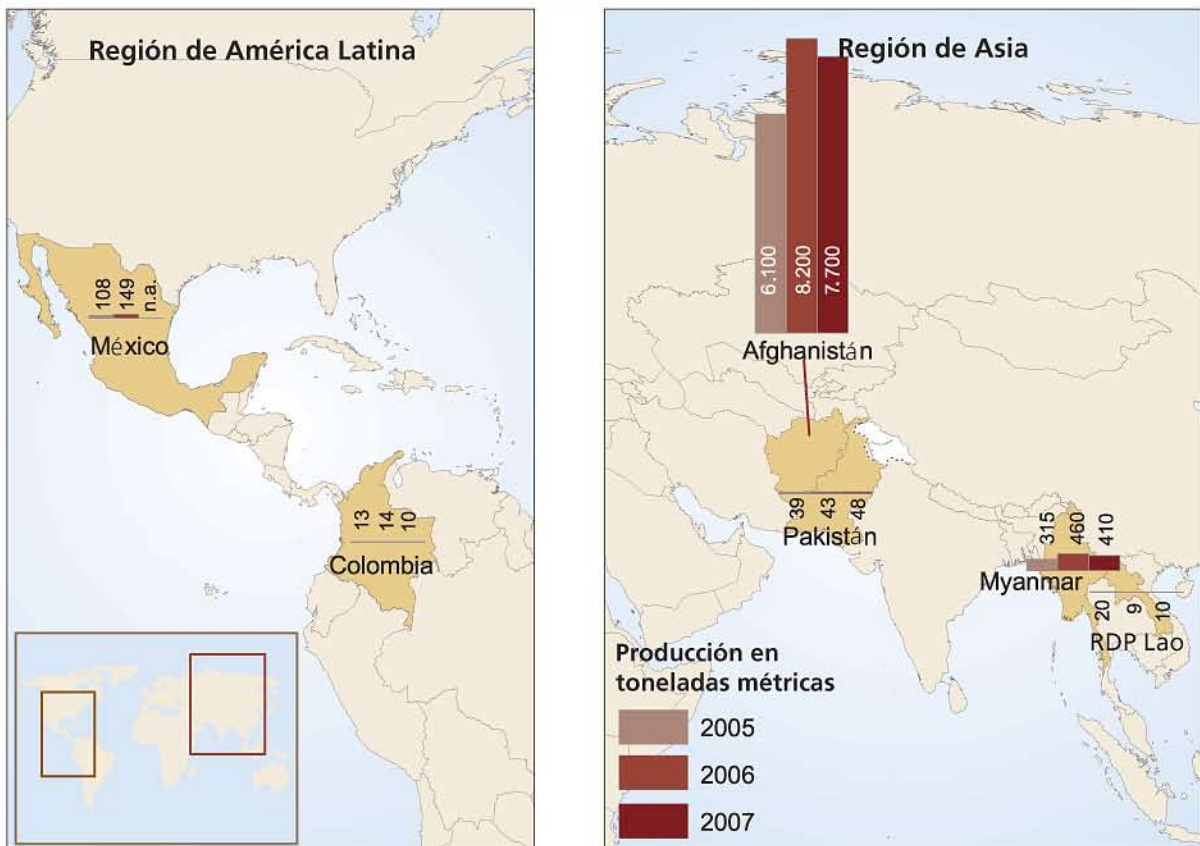 Región de América Latina
108
149
n.a.
México
13
14
10
Colombia
Región de Asia
6.100
8.200
7.700
Afghanistán
39
43
48
Pakistán
315
460
410
Myanmar
20
9
10
RDP Lao
Producción en
toneladas métricas
2005
2006
2007